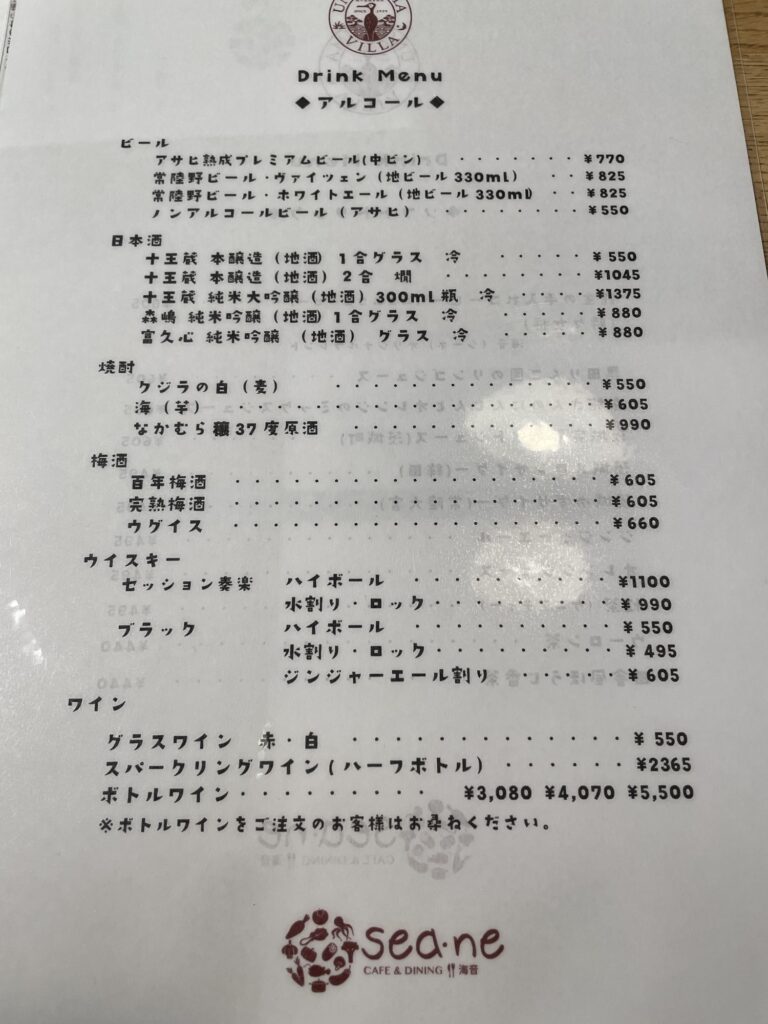 VILLA
Drink Menu
◆アルコール◆
ビール
アサヒ熟成プレミアムビール(中ビン) ・・・・・・・¥770
常陸野ビール・ヴァイツェン(地ビール330mL) ・・¥825
常陸野ビール・ホワイトエール(地ビール330ml) ・・¥825
ノンアルコールビール(アサヒ) ・・・・・・・・¥550
日本酒
十王蔵 本醸造(地酒) 1合グラス 冷 ・・・・・¥550
十王蔵 本醸造(地酒) 2合 燗 ・・・・・・・・¥1045
十王蔵 純米大吟醸(地酒)300mL瓶 冷 ・・・・¥1375
森嶋 純米吟醸(地酒)1合グラス 冷 ・・・・・¥880
富久心 純米吟醸 (地酒) グラス 冷 ・・・・・¥880
焼酎
クジラの白(麦) ・・・・・・・・・・・・・¥550
海(芋) ・・・・・・・・・・・・・・・・・・¥605
なかむら穣37度原酒 ・・・・・・・・・・・・¥990
梅酒
百年梅酒 ・・・・・・・・・・・・・・・・・¥605
完熟梅酒 ・・・・・・・・・・・・・・・・・¥605
ウグイス ・・・・・・・・・・・・・・・・・¥660
ウイスキー
セッション奏楽 ハイボール ・・・・・・・・・・¥1100
水割り・ロック・・・・・・・・・¥990
ブラック ハイボール ・・・・・・・・・・¥550
水割り・ロック・・・・・・・・・¥495
ジンジャーエール割り ・・・・・・¥605
ワイン
グラスワイン 赤・白 ・・・・・・・・・・・・¥550
スパークリングワイン(ハーフボトル) ・・・・・・¥2365
ボトルワイン・・・・・・・・・ ¥3,080 ¥4,070 ¥5,500
※ボトルワインをご注文のお客様はお尋ねください。
sea・ne
CAFE & DINING 海音